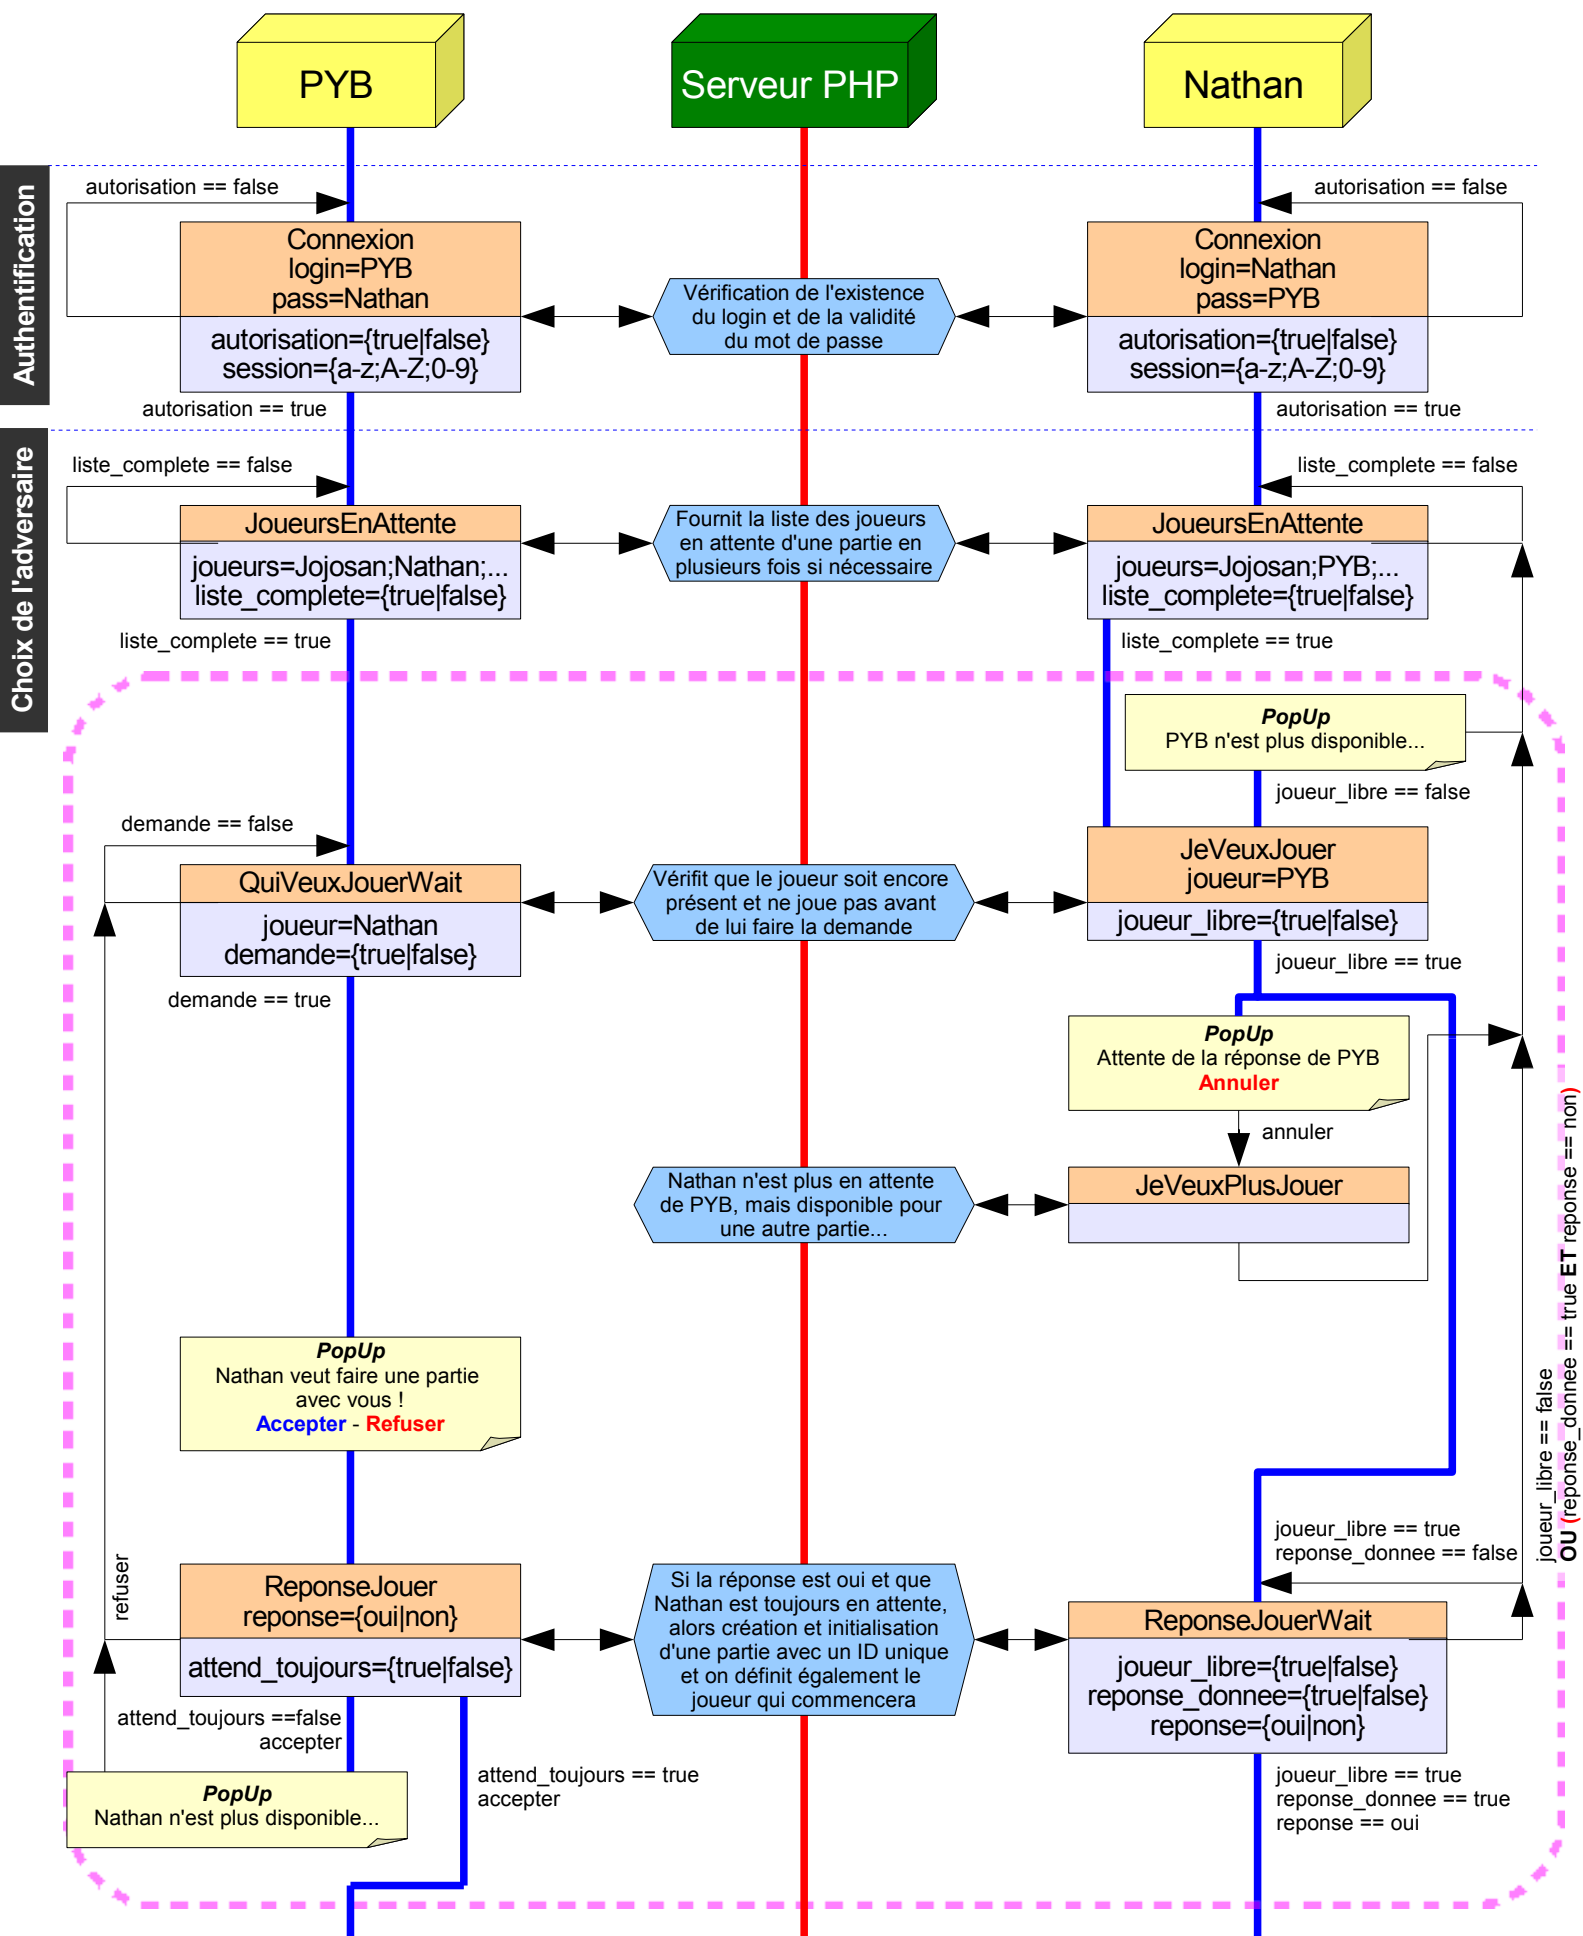 PYB
Serveur PHP
Nathan
Authentification
autorisation == false
autorisation == false
Connexion
login=PYB
pass=Nathan
autorisation={true|false}
session={a-z;A-Z;0-9}
Vérification de l'existence
du login et de la validité
du mot de passe
Connexion
login=Nathan
pass=PYB
autorisation={true|false}
session={a-z;A-Z;0-9}
autorisation == true
autorisation == true
Choix de l'adversaire
liste_complete == false
liste_complete == false
JoueursEnAttente
joueurs=Jojosan;Nathan;...
liste_complete={true|false}
Fournit la liste des joueurs
en attente d'une partie en
plusieurs fois si nécessaire
JoueursEnAttente
joueurs=Jojosan;PYB;...
liste_complete={true|false}
liste_complete == true
liste_complete == true
PopUp
PYB n'est plus disponible...
joueur_libre == false
demande == false
QuiVeuxJouerWait
joueur=Nathan
demande={true|false}
Vérifit que le joueur soit encore
présent et ne joue pas avant
de lui faire la demande
JeVeuxJouer
joueur=PYB
joueur_libre={true|false}
demande == true
joueur_libre == true
PopUp
Attente de la réponse de PYB
Annuler
annuler
Nathan n'est plus en attente
de PYB, mais disponible pour
une autre partie...
JeVeuxPlusJouer
PopUp
Nathan veut faire une partie
avec vous !
Accepter - Refuser
joueur_libre == false
OU (reponse_donnee == true ET reponse == non)
joueur_libre == true
reponse_donnee == false
refuser
ReponseJouer
reponse={oui|non}
attend_toujours={true|false}
Si la réponse est oui et que
Nathan est toujours en attente,
alors création et initialisation
d'une partie avec un ID unique
et on définit également le
joueur qui commencera
ReponseJouerWait
joueur_libre={true|false}
reponse_donnee={true|false}
reponse={oui|non}
attend_toujours ==false
accepter
attend_toujours == true
accepter
joueur_libre == true
reponse_donnee == true
reponse == oui
PopUp
Nathan n'est plus disponible...